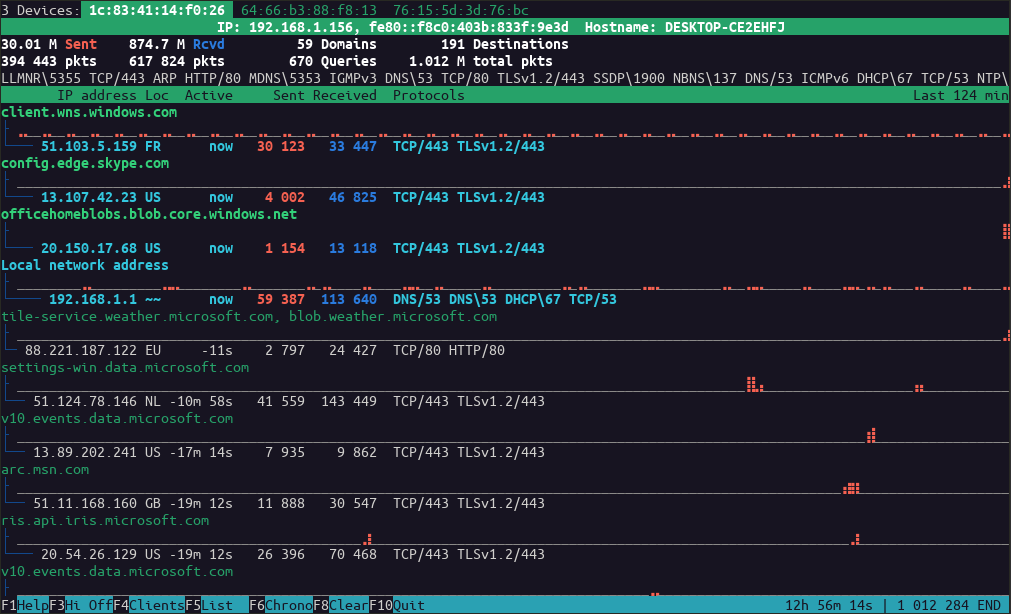 3 Devices: 1c:83:41:14:f0:26 64:66:b3:88:f8:13 76:15:5d:3d:76:bc
IP: 192.168.1.156, fe80::f8c0:403b:833f:9e3d Hostname: DESKTOP-CE2EHFJ
30.01 M Sent 874.7 M Rcvd 59 Domains 191 Destinations
394 443 pkts 617 824 pkts 670 Queries 1.012 M total pkts
LLMNR\5355 TCP/443 ARP HTTP/80 MDNS\5353 IGMPv3 DNS\53 TCP/80 TLSv1.2/443 SSDP\1900 NBNS\137 DNS/53 ICMPv6 DHCP\67 TCP/53 NTP\
IP address Loc Active Sent Received Protocols Last 124 min
client.wns.windows.com
51.103.5.159 FR now 30 123 33 447 TCP/443 TLSv1.2/443
config.edge.skype.com
13.107.42.23 US now 4 002 46 825 TCP/443 TLSv1.2/443
officehomeblobs.blob.core.windows.net
20.150.17.68 US now 1 154 13 118 TCP/443 TLSv1.2/443
Local network address
192.168.1.1 ~~ now 59 387 113 640 DNS/53 DNS\53 DHCP\67 TCP/53
tile-service.weather.microsoft.com, blob.weather.microsoft.com
88.221.187.122 EU -11s 2 797 24 427 TCP/80 HTTP/80
settings-win.data.microsoft.com
51.124.78.146 NL -10m 58s 41 559 143 449 TCP/443 TLSv1.2/443
v10.events.data.microsoft.com
13.89.202.241 US -17m 14s 7 935 9 862 TCP/443 TLSv1.2/443
arc.msn.com
51.11.168.160 GB -19m 12s 11 888 30 547 TCP/443 TLSv1.2/443
ris.api.iris.microsoft.com
20.54.26.129 US -19m 12s 26 396 70 468 TCP/443 TLSv1.2/443
v10.events.data.microsoft.com
F1Help F3Hi Off F4Clients F5List F6Chrono F8Clear F10Quit 12h 56m 14s | 1 012 284 END